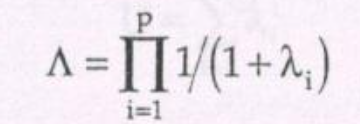 Λ = ∏_{i=1}^{p} 1/(1+λ_i)